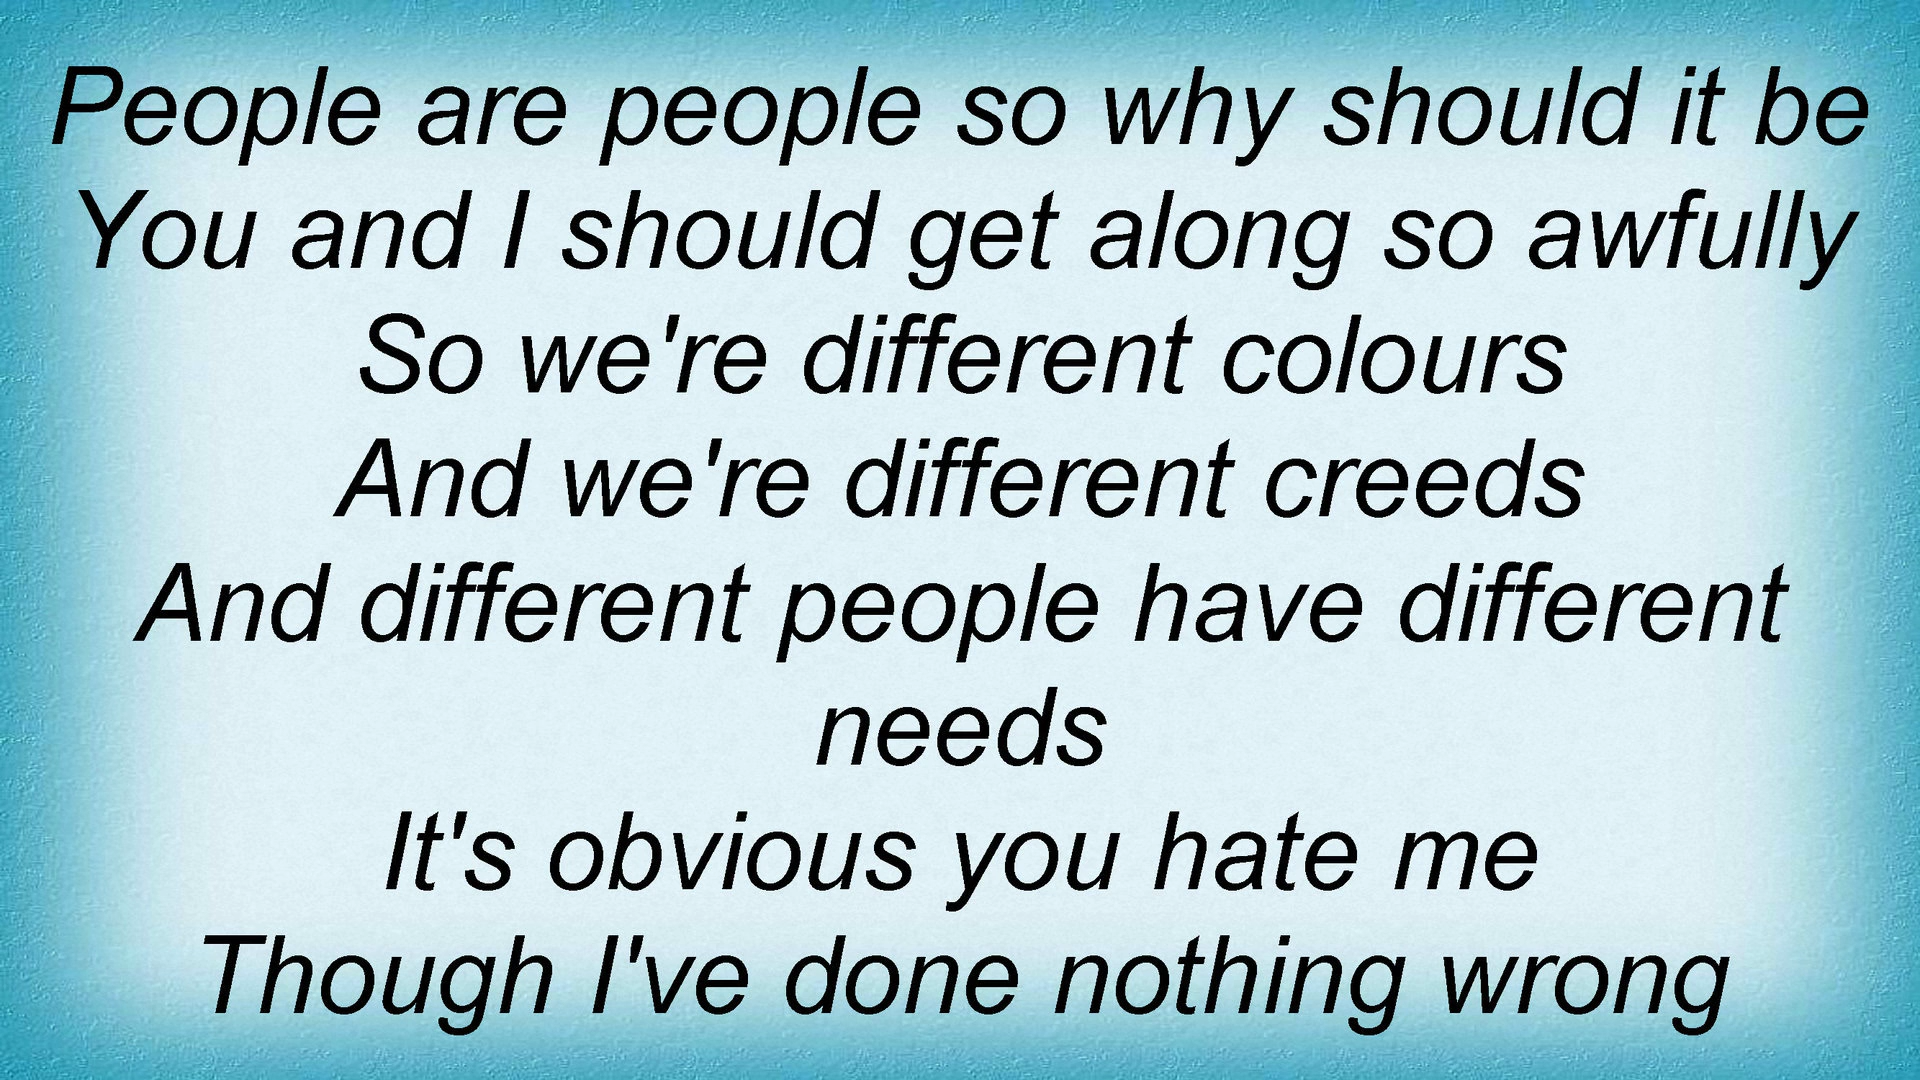 People are people so why should it be
You and I should get along so awfully
So we're different colours
And we're different creeds
And different people have different
needs
It's obvious you hate me
Though I've done nothing wrong